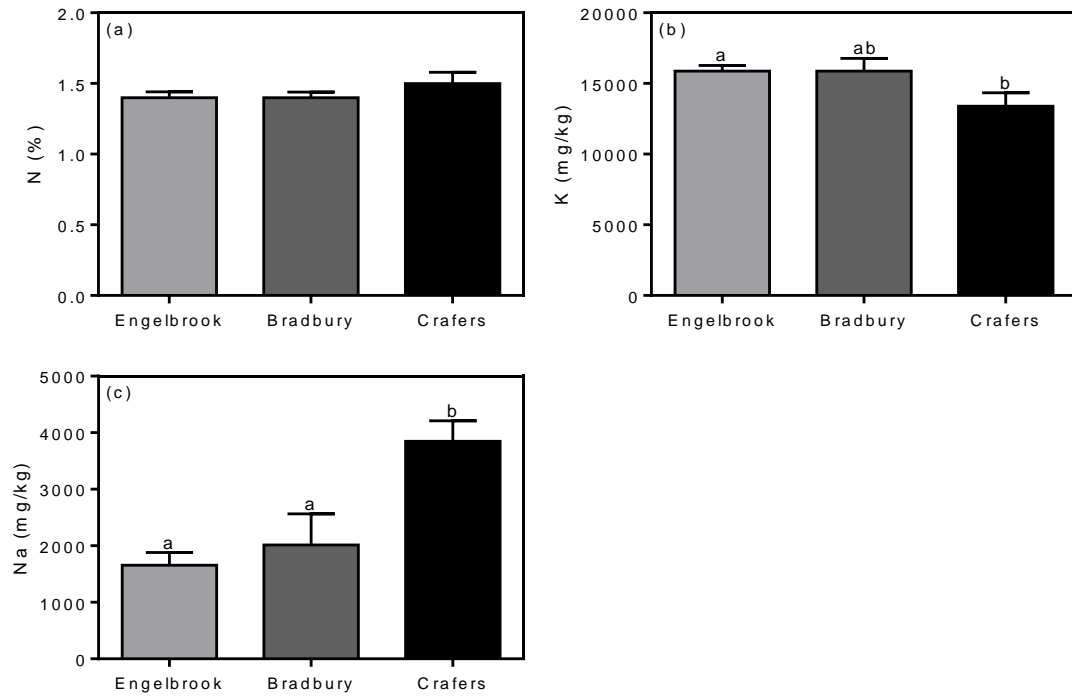 (a)
N (%)
2.0
1.5
1.0
0.5
0.0
Engelbrook Bradbury Crafers
(b)
K (mg/kg)
20000
15000
10000
5000
0
a ab b
Engelbrook Bradbury Crafers
(c)
Na (mg/kg)
5000
4000
3000
2000
1000
0
a a b
Engelbrook Bradbury Crafers